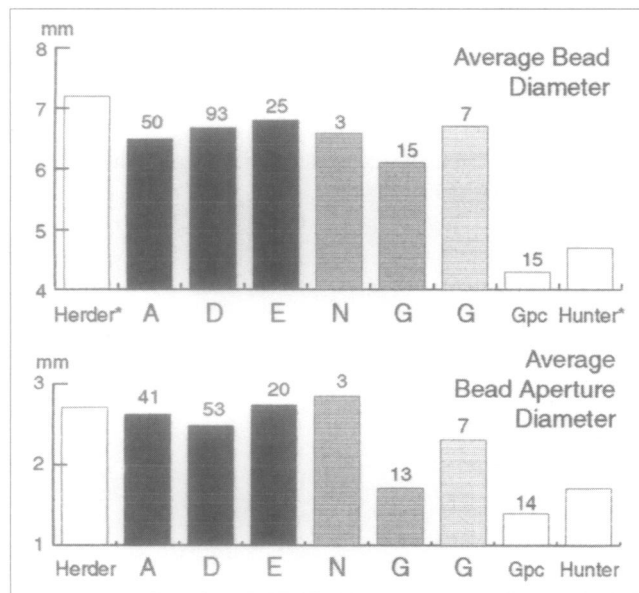 mm
Average Bead
Diameter
8
7
6
5
4
50
93
25
3
15
7
15
Herder* A D E N G G Gpc Hunter*
mm
Average
Bead Aperture
Diameter
3
2
1
41
53
20
3
13
7
14
Herder A D E N G G Gpc Hunter